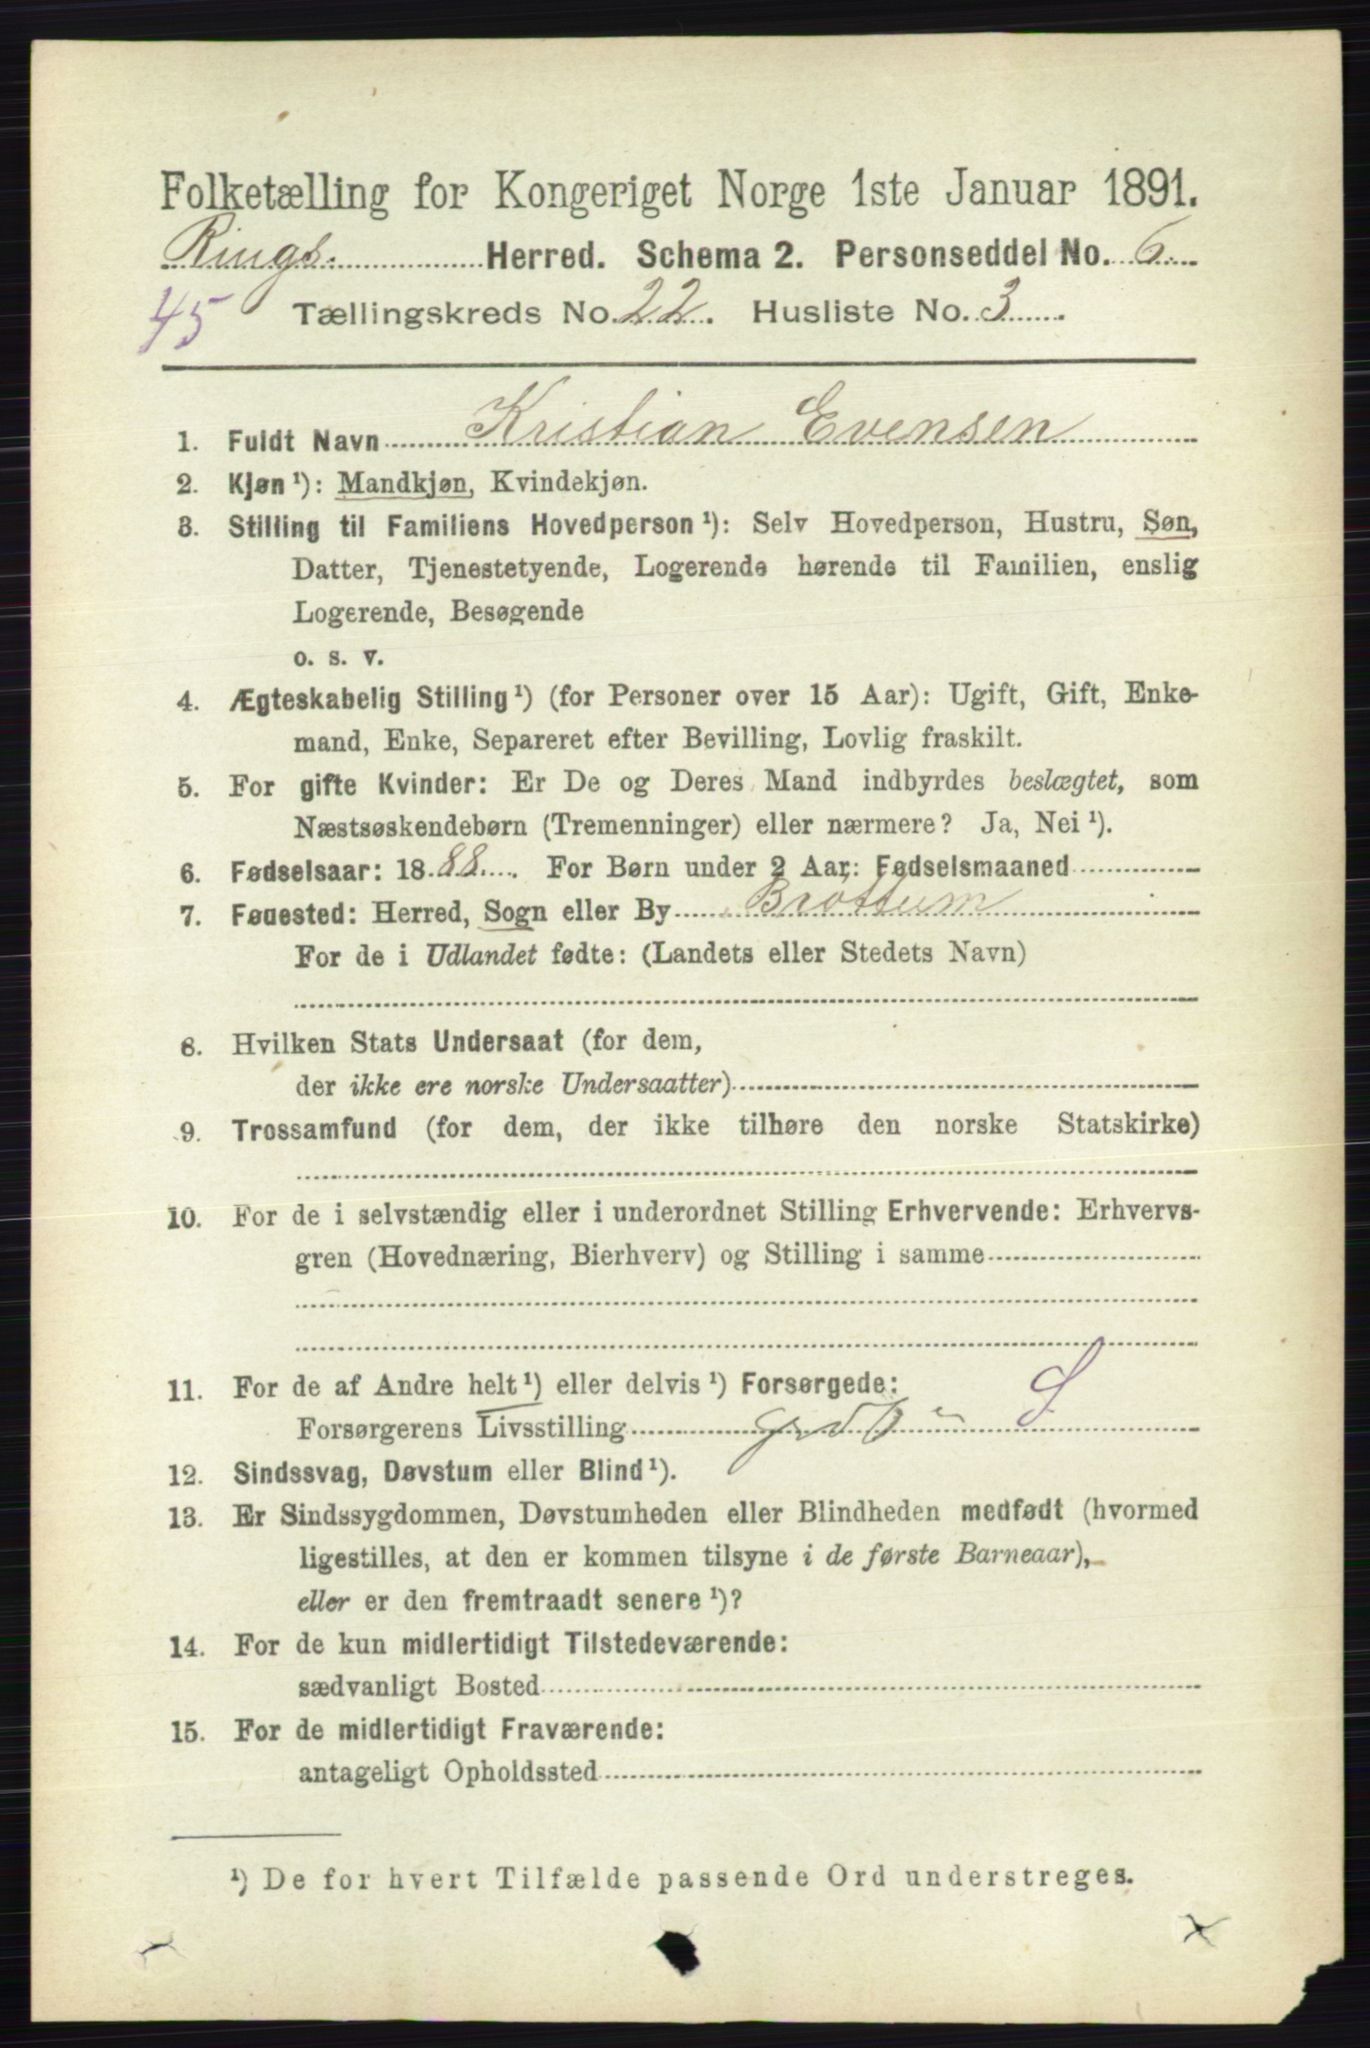 Folketælling for Kongeriget Norge 1ste Januar 1891.
Rings. Herred. Schema 2. Personseddel No. 6
45 Tællingskreds No. 22. Husliste No. 3
1. Fuldt Navn Kristian Evensen
2. Kjøn ¹): Mandkjøn, Kvindekjøn.
3. Stilling til Familiens Hovedperson ¹): Selv Hovedperson, Hustru, Søn,
Datter, Tjenestetyende, Logerende hørende til Familien, enslig
Logerende, Besøgende
o. s. v.
4. Ægteskabelig Stilling ¹) (for Personer over 15 Aar): Ugift, Gift, Enke-
mand, Enke, Separeret efter Bevilling, Lovlig fraskilt.
5. For gifte Kvinder: Er De og Deres Mand indbyrdes beslægtet, som
Næstsøskendebørn (Tremenninger) eller nærmere? Ja, Nei ¹).
6. Fødselsaar: 1888. For Børn under 2 Aar: Fødselsmaaned
7. Føuested: Herred, Sogn eller By Brøttum
For de i Udlandet fødte: (Landets eller Stedets Navn)
8. Hvilken Stats Undersaat (for dem,
der ikke ere norske Undersaatter)
9. Trossamfund (for dem, der ikke tilhøre den norske Statskirke)
10. For de i selvstændig eller i underordnet Stilling Erhvervende: Erhvervs-
gren (Hovednæring, Bierhverv) og Stilling i samme
11. For de af Andre helt ¹) eller delvis ¹) Forsørgede:
Forsørgerens Livsstilling
12. Sindssvag, Døvstum eller Blind ¹).
13. Er Sindssygdommen, Døvstumheden eller Blindheden medfødt (hvormed
ligestilles, at den er kommen tilsyne i de første Barneaar),
eller er den fremtraadt senere ¹)?
14. For de kun midlertidigt Tilstedeværende:
sædvanligt Bosted
15. For de midlertidigt Fraværende:
antageligt Opholdssted
¹) De for hvert Tilfælde passende Ord understreges.